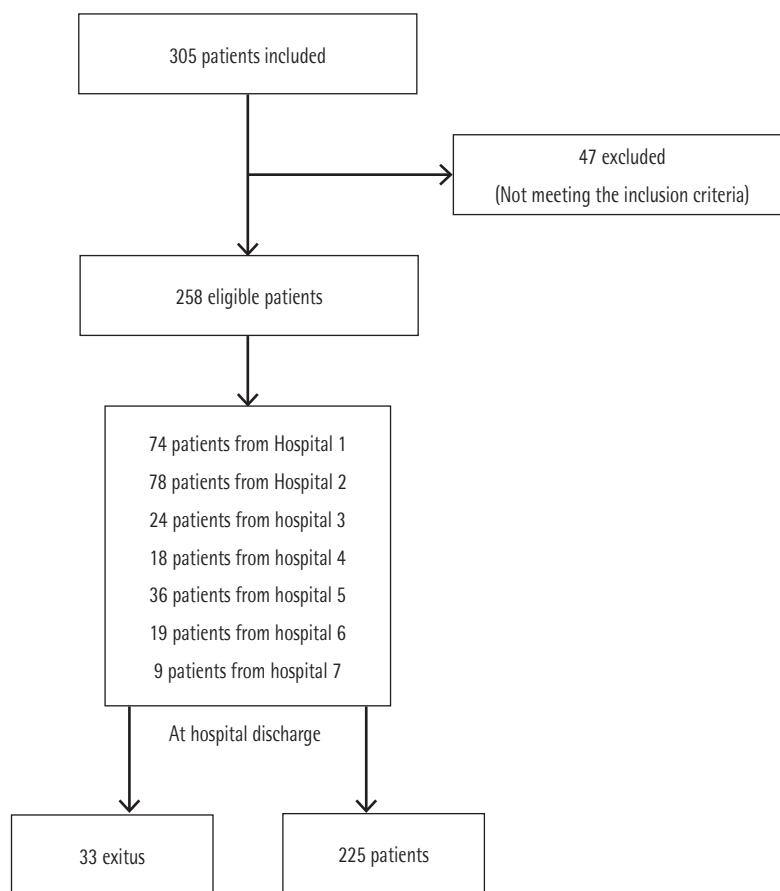 305 patients included
47 excluded
(Not meeting the inclusion criteria)
258 eligible patients
74 patients from Hospital 1
78 patients from Hospital 2
24 patients from hospital 3
18 patients from hospital 4
36 patients from hospital 5
19 patients from hospital 6
9 patients from hospital 7
At hospital discharge
33 exitus
225 patients